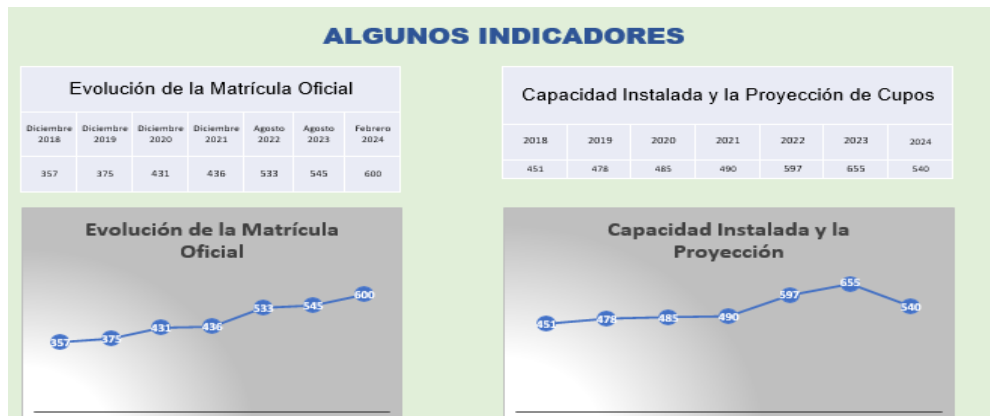 ALGUNOS INDICADORES
Evolución de la Matrícula Oficial
Diciembre 2018 Diciembre 2019 Diciembre 2020 Diciembre 2021 Agosto 2022 Agosto 2023 Febrero 2024
357 375 431 436 533 545 600
Capacidad Instalada y la Proyección de Cupos
2018 2019 2020 2021 2022 2023 2024
451 478 485 490 597 655 540
Evolución de la Matrícula
Oficial
357 375 431 436 533 545 600
Capacidad Instalada y la
Proyección
451 478 485 490 597 655 540